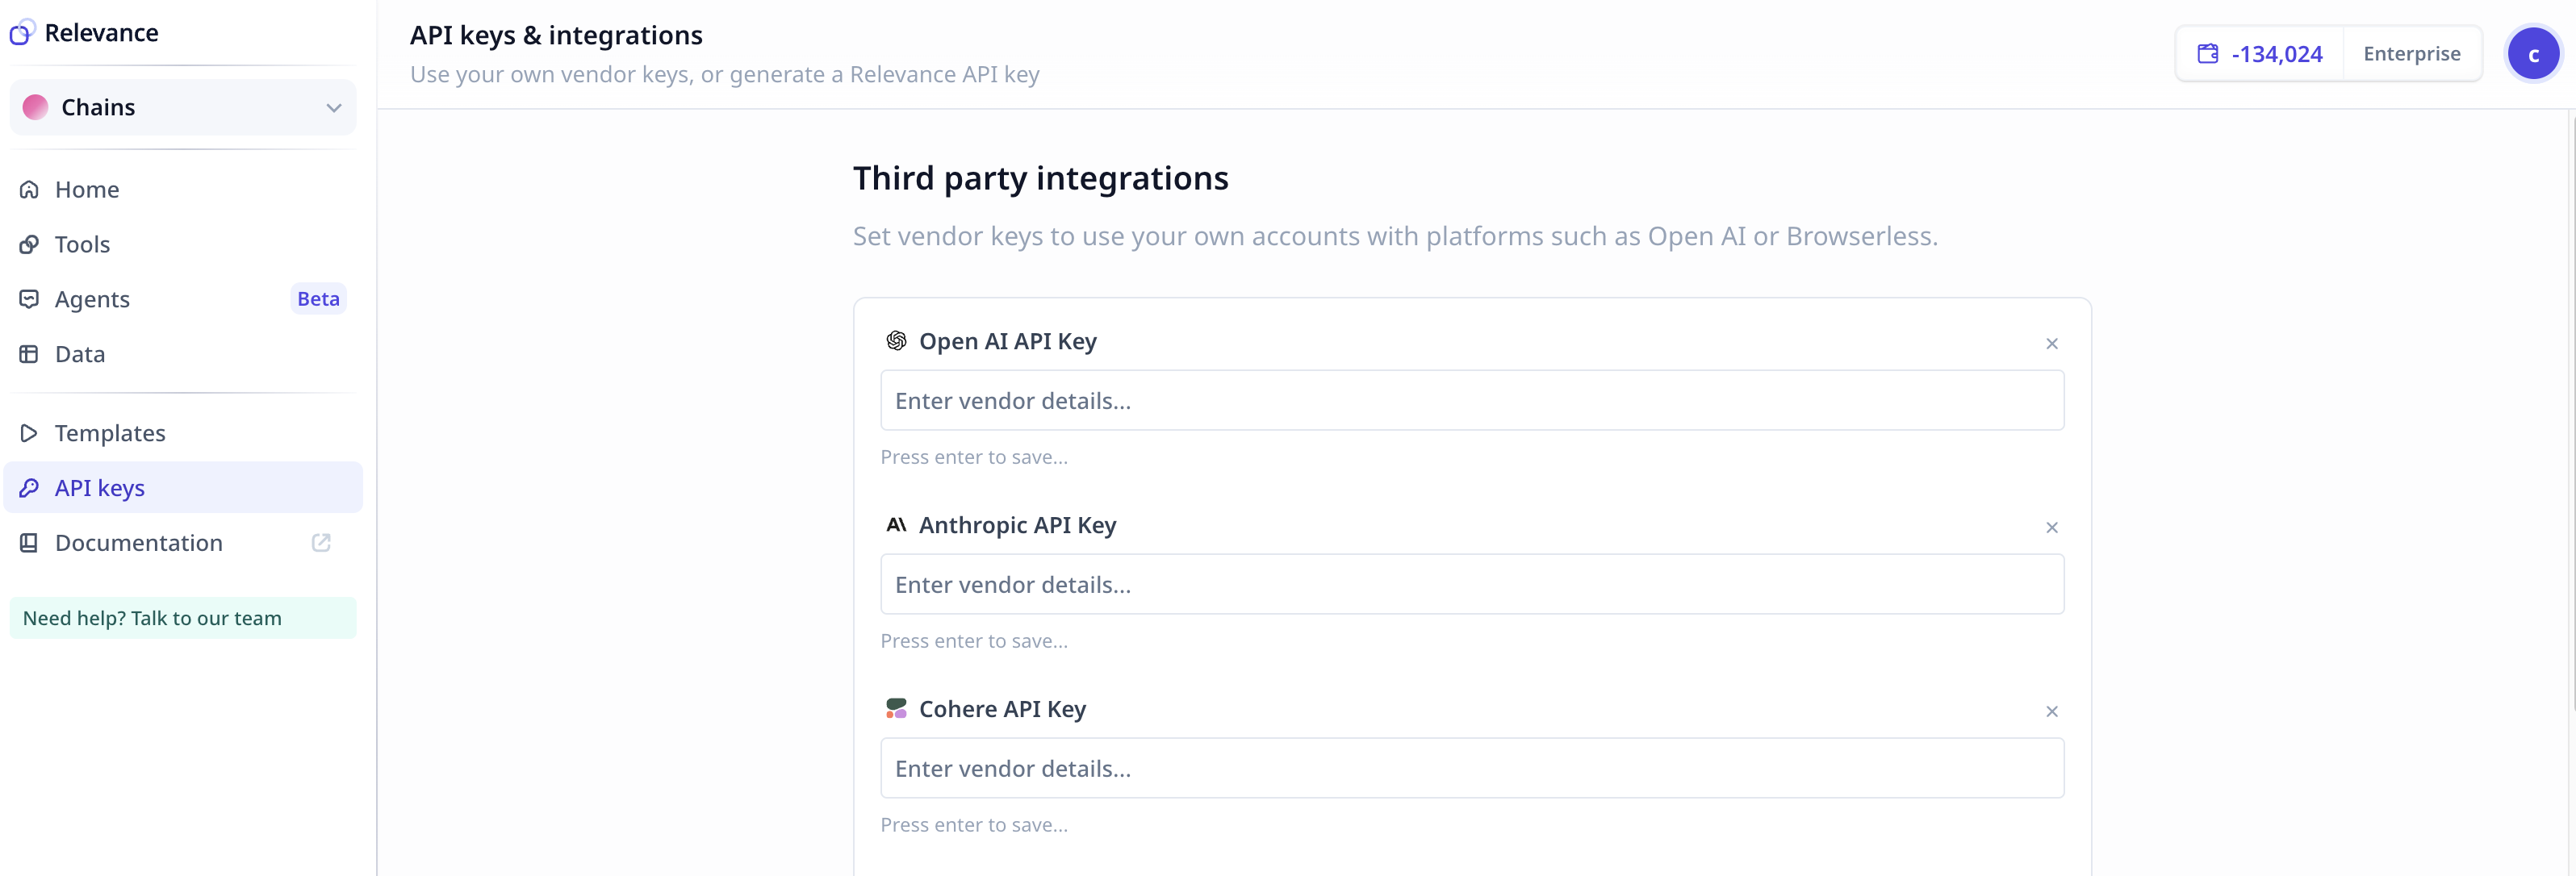 Relevance
Chains
Home
Tools
Agents Beta
Data
Templates
API keys
Documentation
Need help? Talk to our team
API keys & integrations
Use your own vendor keys, or generate a Relevance API key
-134,024 Enterprise c
Third party integrations
Set vendor keys to use your own accounts with platforms such as Open AI or Browserless.
Open AI API Key
Enter vendor details...
Press enter to save...
Anthropic API Key
Enter vendor details...
Press enter to save...
Cohere API Key
Enter vendor details...
Press enter to save...